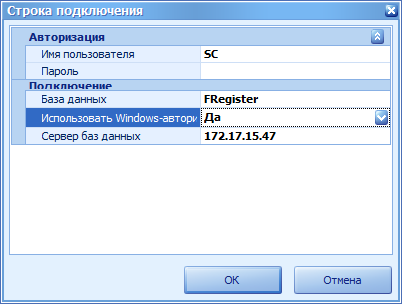 Строка подключения
Авторизация
Имя пользователя SC
Пароль
Подключение
База данных FRegister
Использовать Windows-автори Да
Сервер баз данных 172.17.15.47
OK Отмена